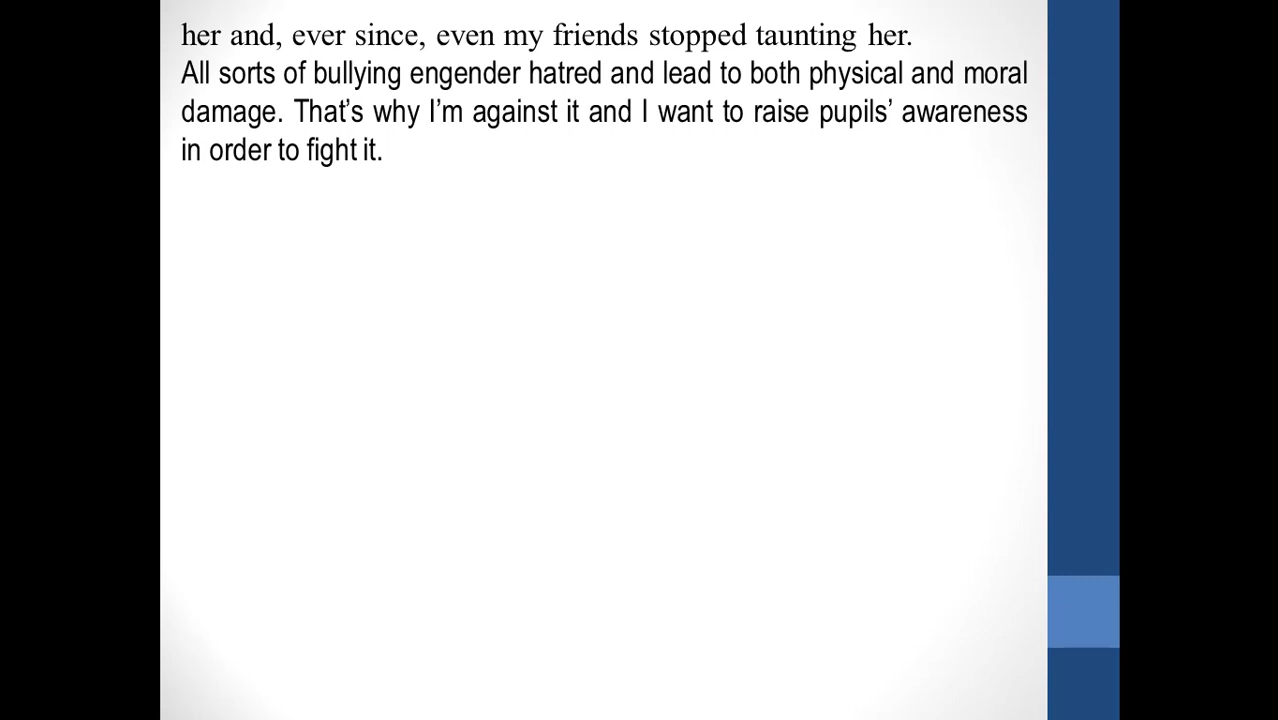 her and, ever since, even my friends stopped taunting her.
All sorts of bullying engender hatred and lead to both physical and moral
damage. That’s why I’m against it and I want to raise pupils’ awareness
in order to fight it.